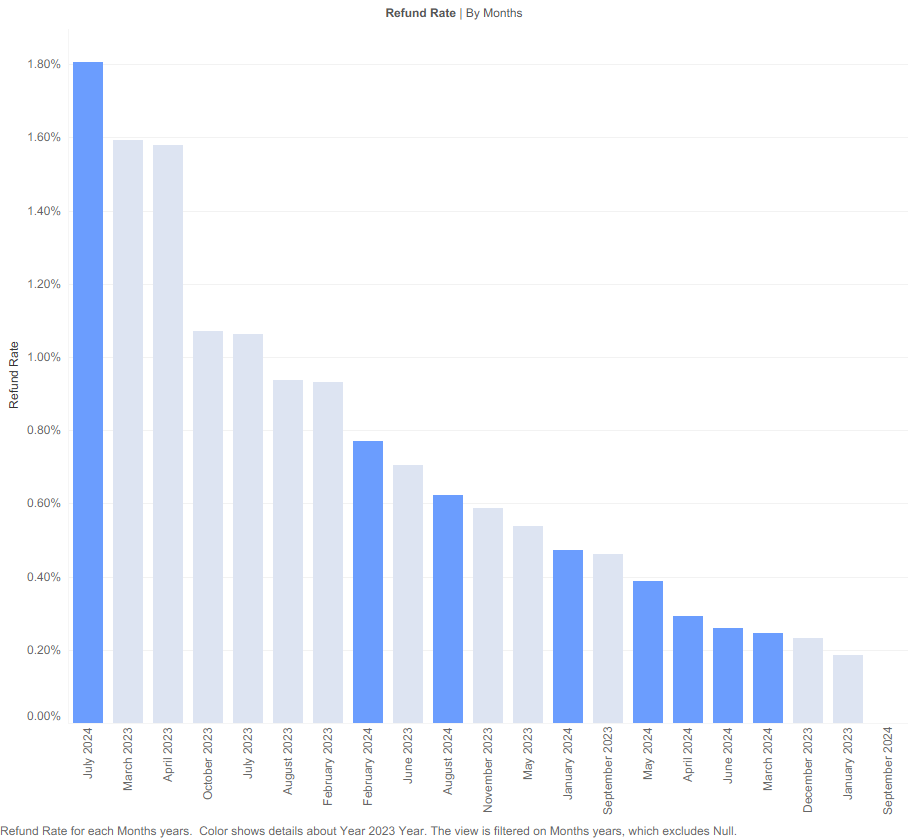 Refund Rate | By Months
1.80%
1.60%
1.40%
1.20%
1.00%
0.80%
0.60%
0.40%
0.20%
0.00%
Refund Rate
July 2024
March 2023
April 2023
October 2023
July 2023
August 2023
February 2023
February 2024
June 2023
August 2024
November 2023
May 2023
January 2024
September 2023
May 2024
April 2024
June 2024
March 2024
December 2023
January 2023
September 2024
Refund Rate for each Months years.  Color shows details about Year 2023 Year. The view is filtered on Months years, which excludes Null.